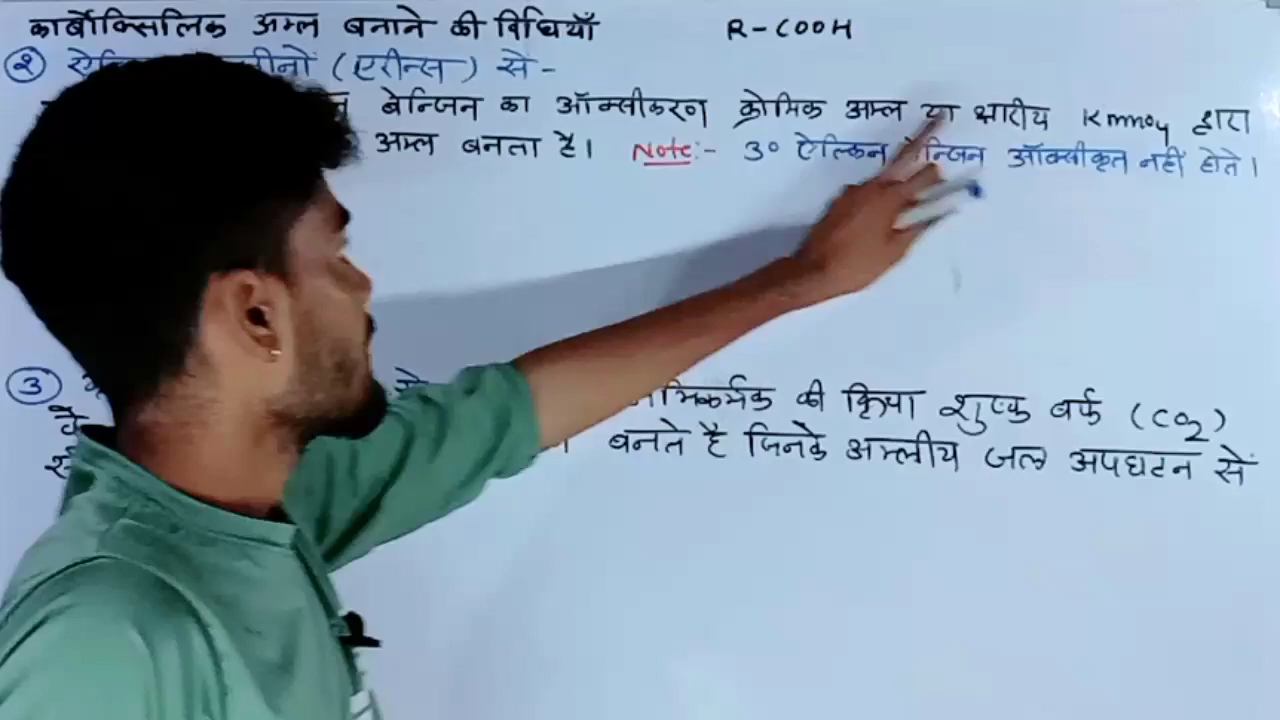 कार्बोक्सिलिक अम्ल बनाने की विधियाँ R-COOH
② (एरीन्स) से -
बेन्जिन का ऑक्सीकरण क्रोमिक अम्ल या क्षारीय Kmno4 द्वारा
अम्ल बनता है। Note:- 3° ऐल्किन बेन्जिन ऑक्सीकृत नहीं होते।
③ की क्रिया शुष्क बर्फ (CO2)
बनते है जिनके अम्लीय जल अपघटन से